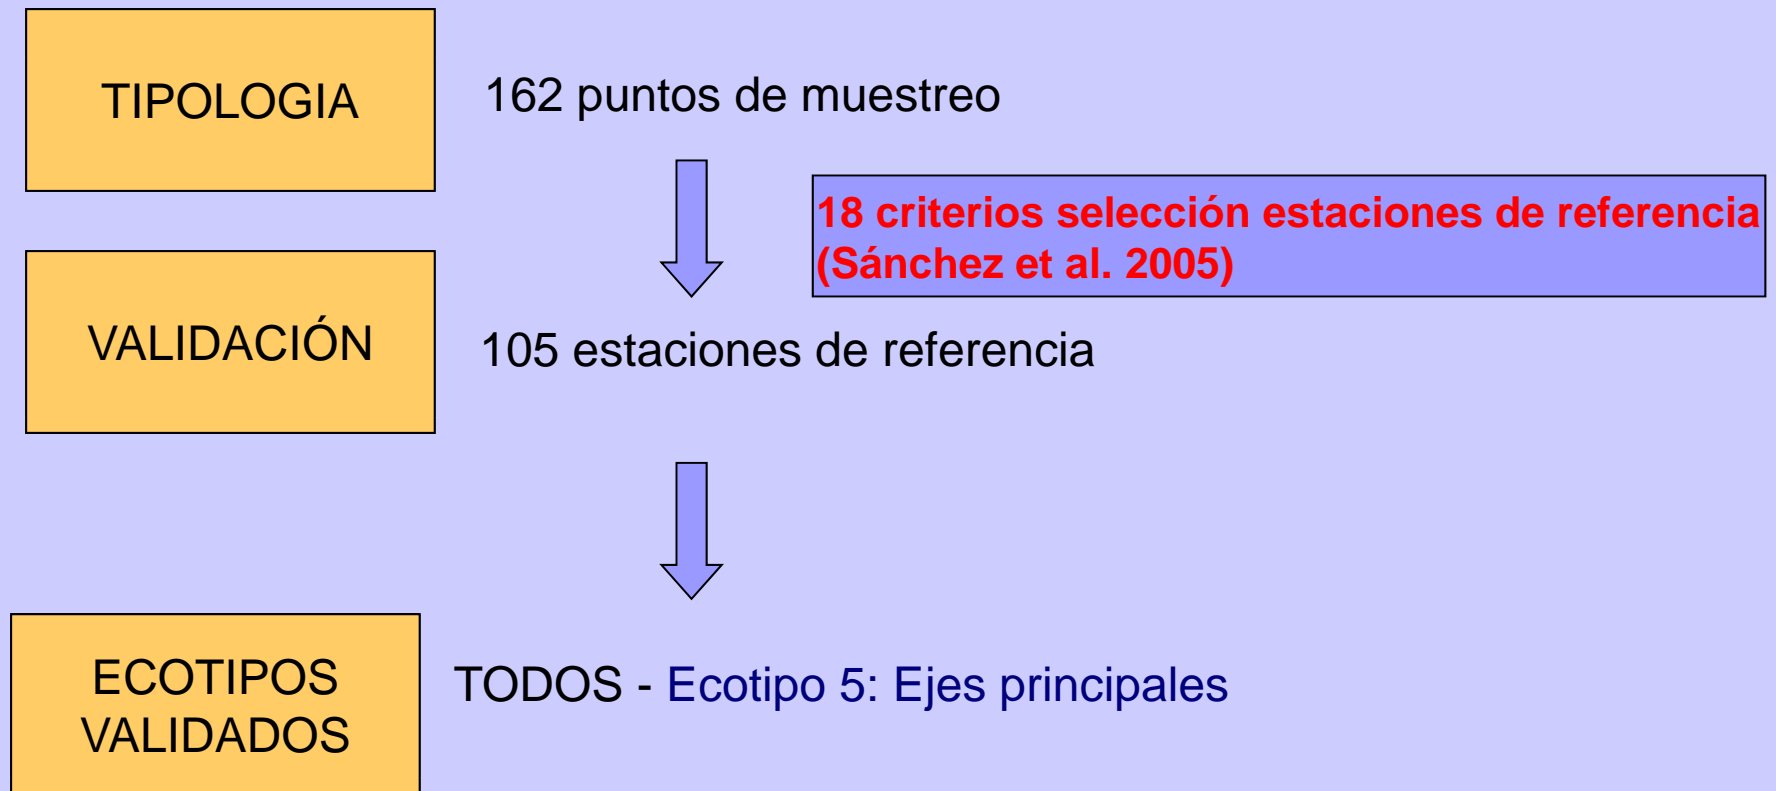 TIPOLOGIA
162 puntos de muestreo
18 criterios selección estaciones de referencia
(Sánchez et al. 2005)
VALIDACIÓN
105 estaciones de referencia
ECOTIPOS
VALIDADOS
TODOS - Ecotipo 5: Ejes principales